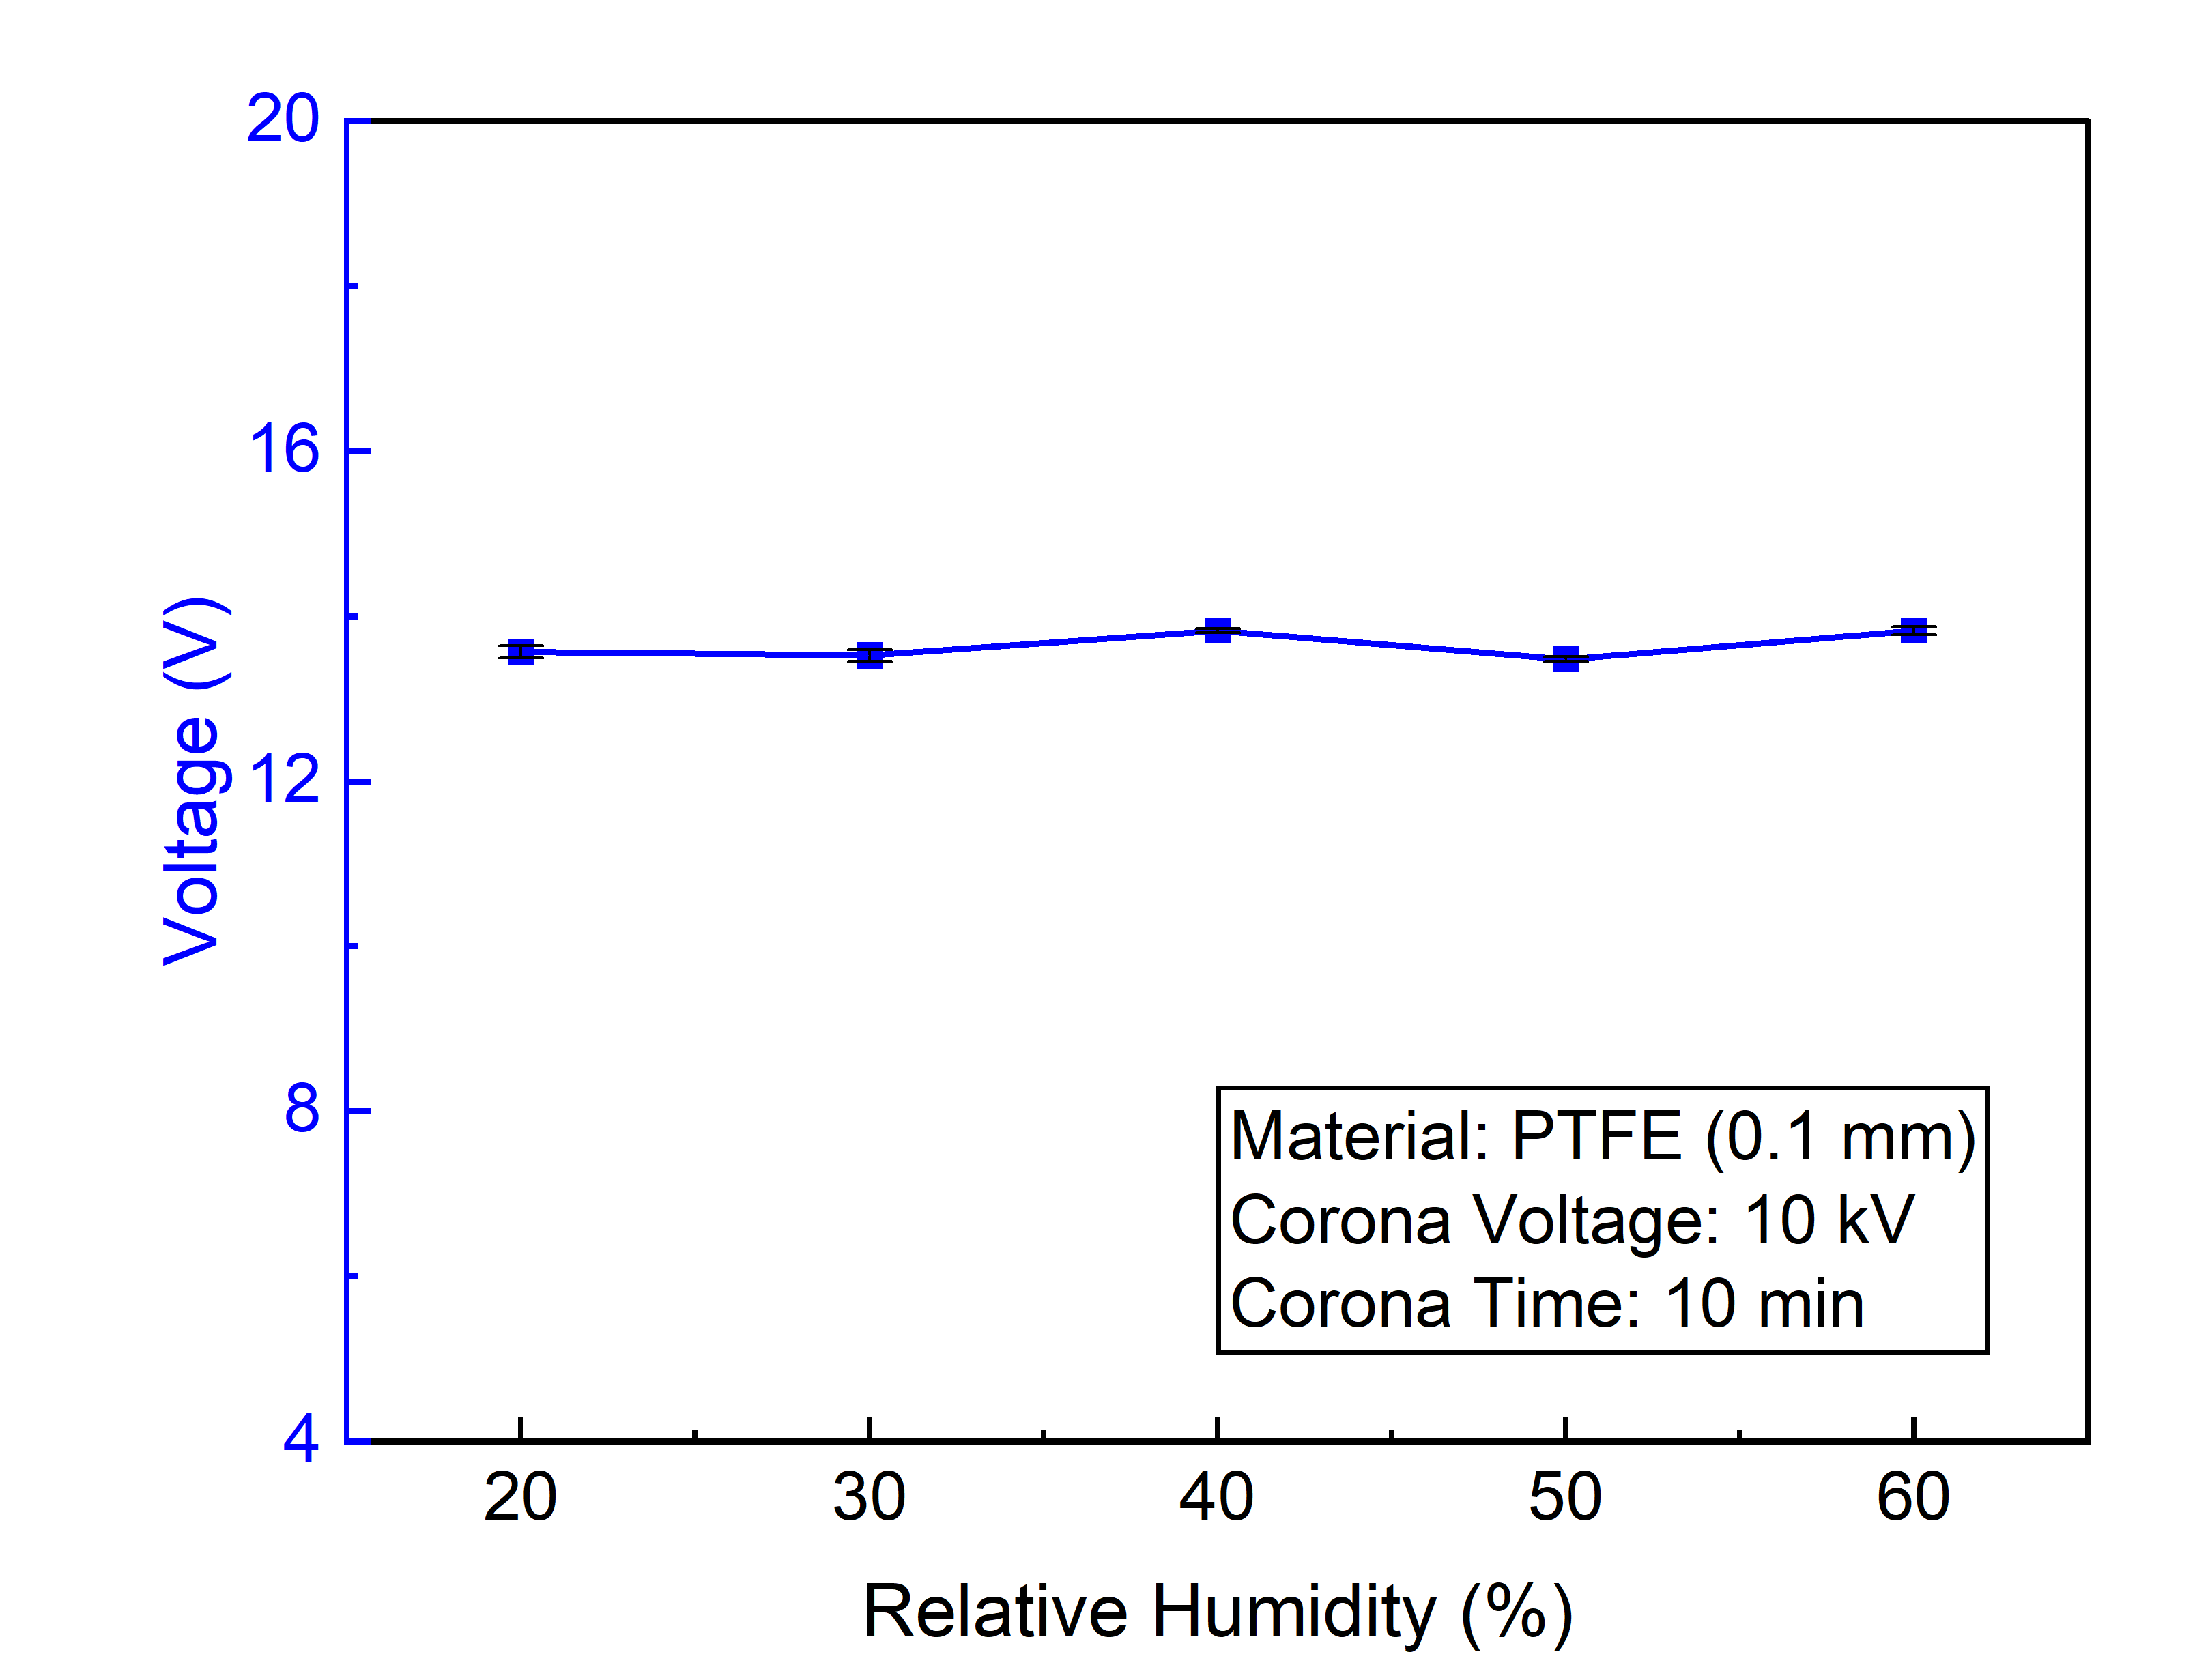 20
16
12
8
4
Voltage (V)
Material: PTFE (0.1 mm)
Corona Voltage: 10 kV
Corona Time: 10 min
20 30 40 50 60
Relative Humidity (%)